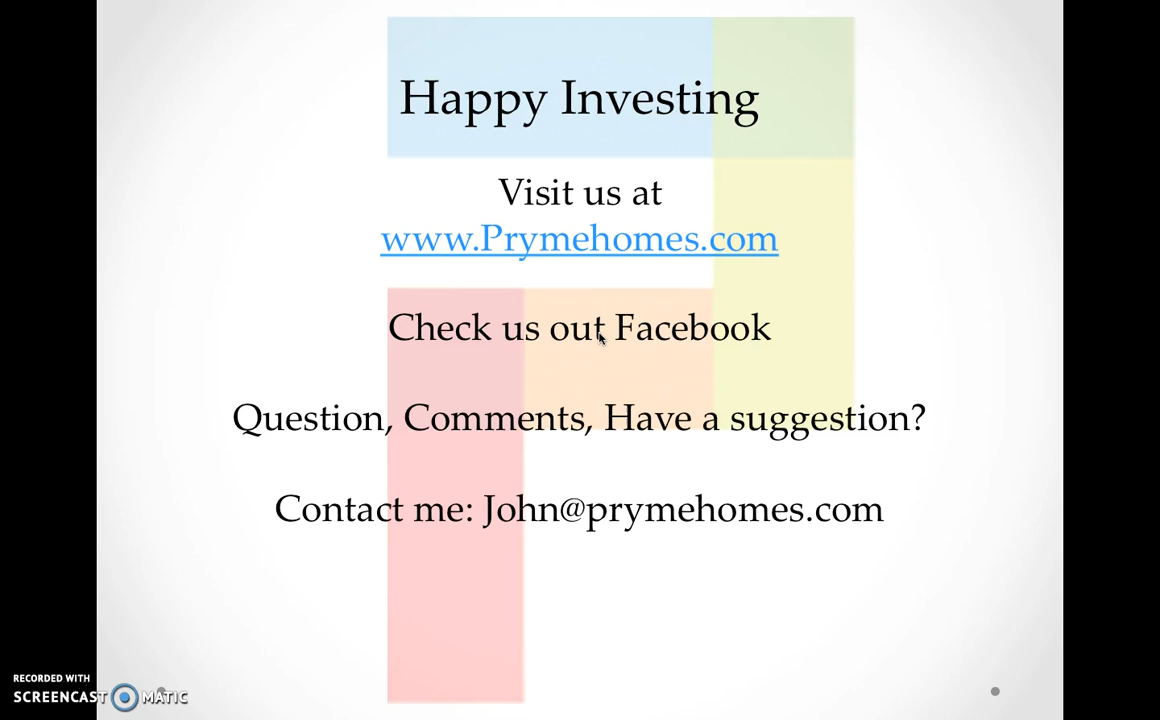 Happy Investing
Visit us at
www.Prymehomes.com
Check us out Facebook
Question, Comments, Have a suggestion?
Contact me: John@prymehomes.com
RECORDED WITH
SCREENCAST MATIC